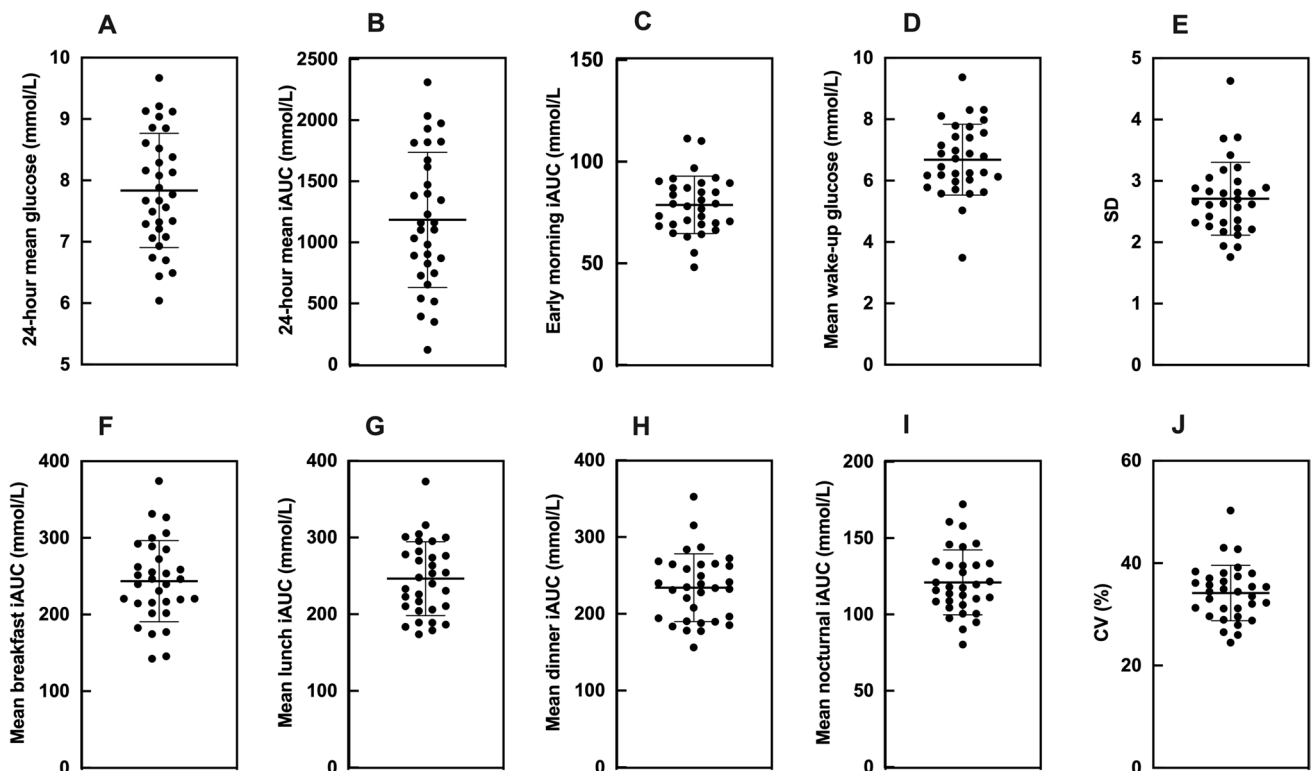 A
B
C
D
E
24-hour mean glucose (mmol/L)
10
9
8
7
6
5
24-hour mean iAUC (mmol/L)
2500
2000
1500
1000
500
0
Early morning iAUC (mmol/L
150
100
50
0
Mean wake-up glucose (mmol/L)
10
8
6
4
2
0
SD
5
4
3
2
1
0
F
G
H
I
J
Mean breakfast iAUC (mmol/L)
400
300
200
100
0
Mean lunch iAUC (mmol/L)
400
300
200
100
0
Mean dinner iAUC (mmol/L)
400
300
200
100
0
Mean nocturnal iAUC (mmol/L)
200
150
100
50
0
CV (%)
60
40
20
0